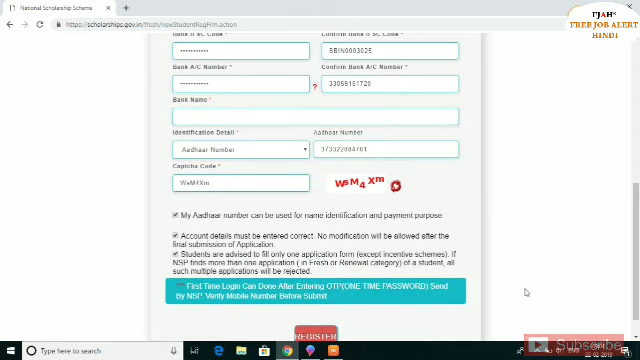 National Scholarship Scheme
https://scholarships.gov.in/fresh/newStudentRegFrm.action
EJAH
FREE JOB ALERT
HINDI
Bank IFSC Code * Confirm Bank IFSC Code *
BBIN0003025
Bank A/C Number * Confirm Bank A/C Number *
? 33059151720
Bank Name *
Identification Detail * Aadhaar Number
Aadhaar Number 373322084761
Captcha Code *
WsM4Xm WsM4Xm
My Aadhaar number can be used for name identification and payment purpose.
Account details must be entered correct. No modification will be allowed after the
final submission of Application.
Students are advised to fill only one application form (except incentive schemes). If
NSP finds more than one application ( in Fresh or Renewal category) of a student, all
such multiple applications will be rejected.
***First Time Login Can Done After Entering OTP(ONE TIME PASSWORD) Send
By NSP. Verify Mobile Number Before Submit
REGISTER
Subscribe
Type here to search
ENG
22-02-2019